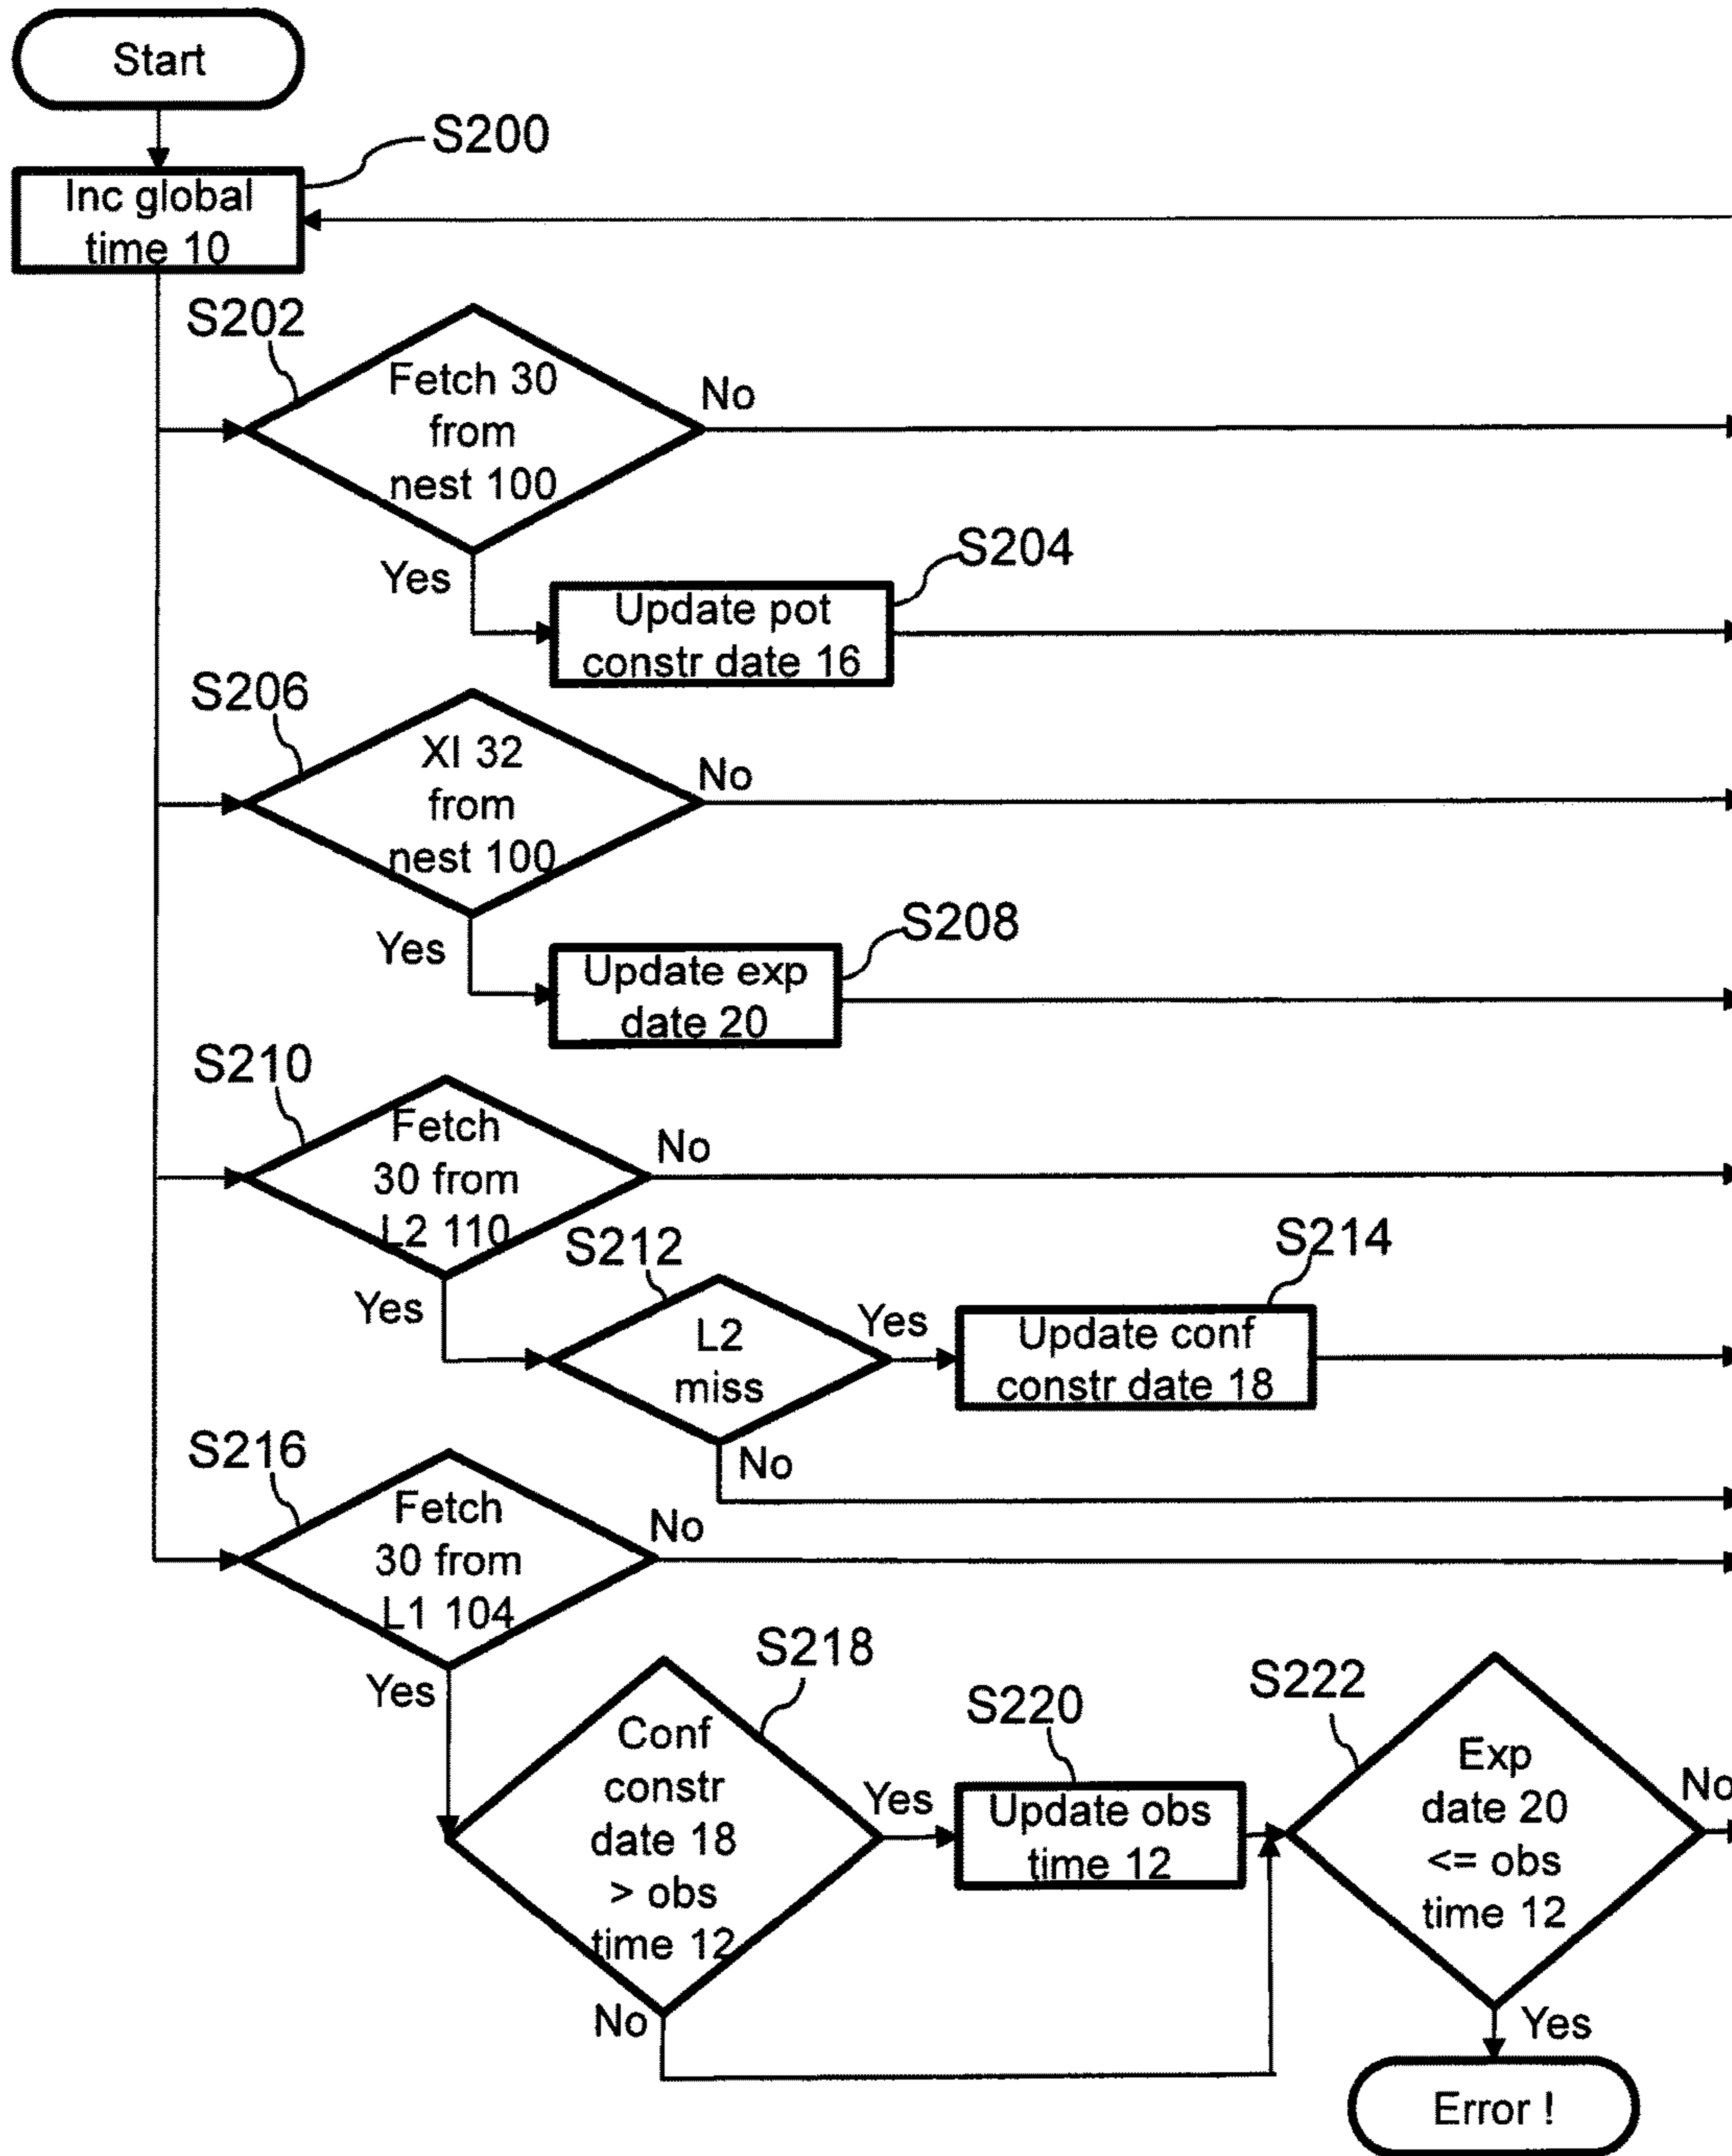 Start
S200
Inc global
time 10
S202
Fetch 30
from
nest 100
No
Yes
S204
Update pot
constr date 16
S206
XI 32
from
nest 100
No
Yes
S208
Update exp
date 20
S210
Fetch
30 from
L2 110
No
Yes
S212
L2
miss
Yes
No
S214
Update conf
constr date 18
S216
Fetch
30 from
L1 104
No
Yes
S218
Conf
constr
date 18
> obs
time 12
Yes
No
S220
Update obs
time 12
S222
Exp
date 20
<= obs
time 12
No
Yes
Error !